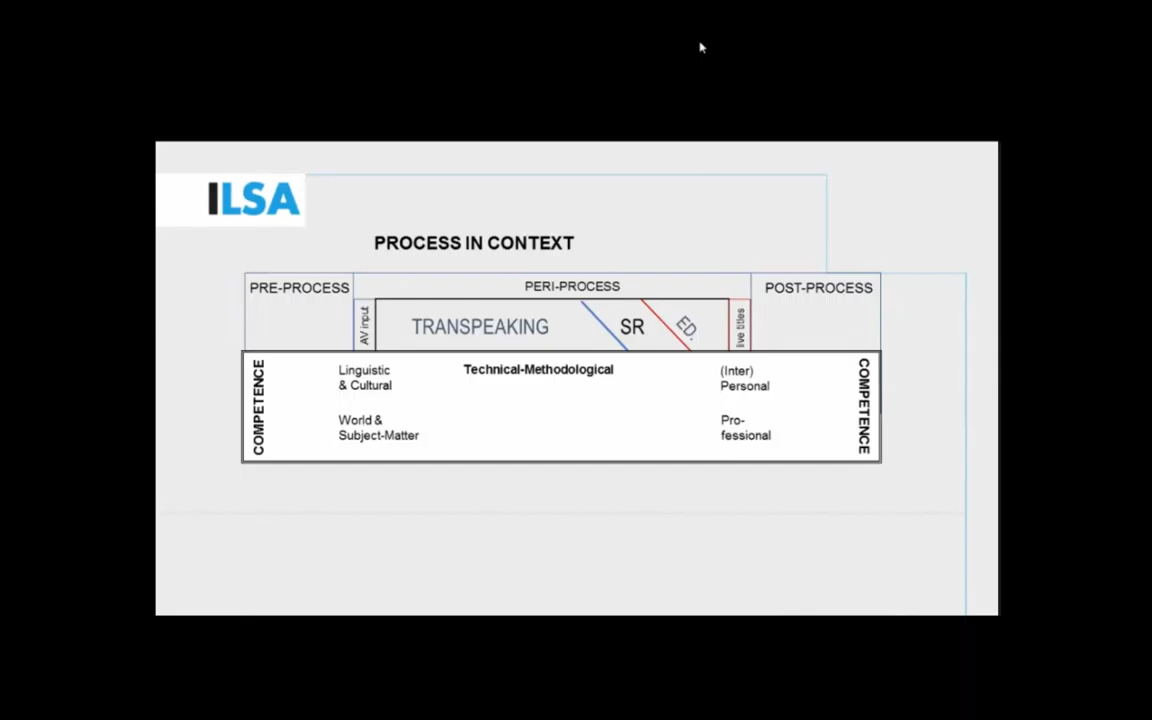 ILSA
PROCESS IN CONTEXT
PRE-PROCESS
PERI-PROCESS
POST-PROCESS
AV input
TRANSPEAKING
SR
ED.
live titles
COMPETENCE
Linguistic
& Cultural
Technical-Methodological
(Inter)
Personal
World &
Subject-Matter
Pro-
fessional
COMPETENCE